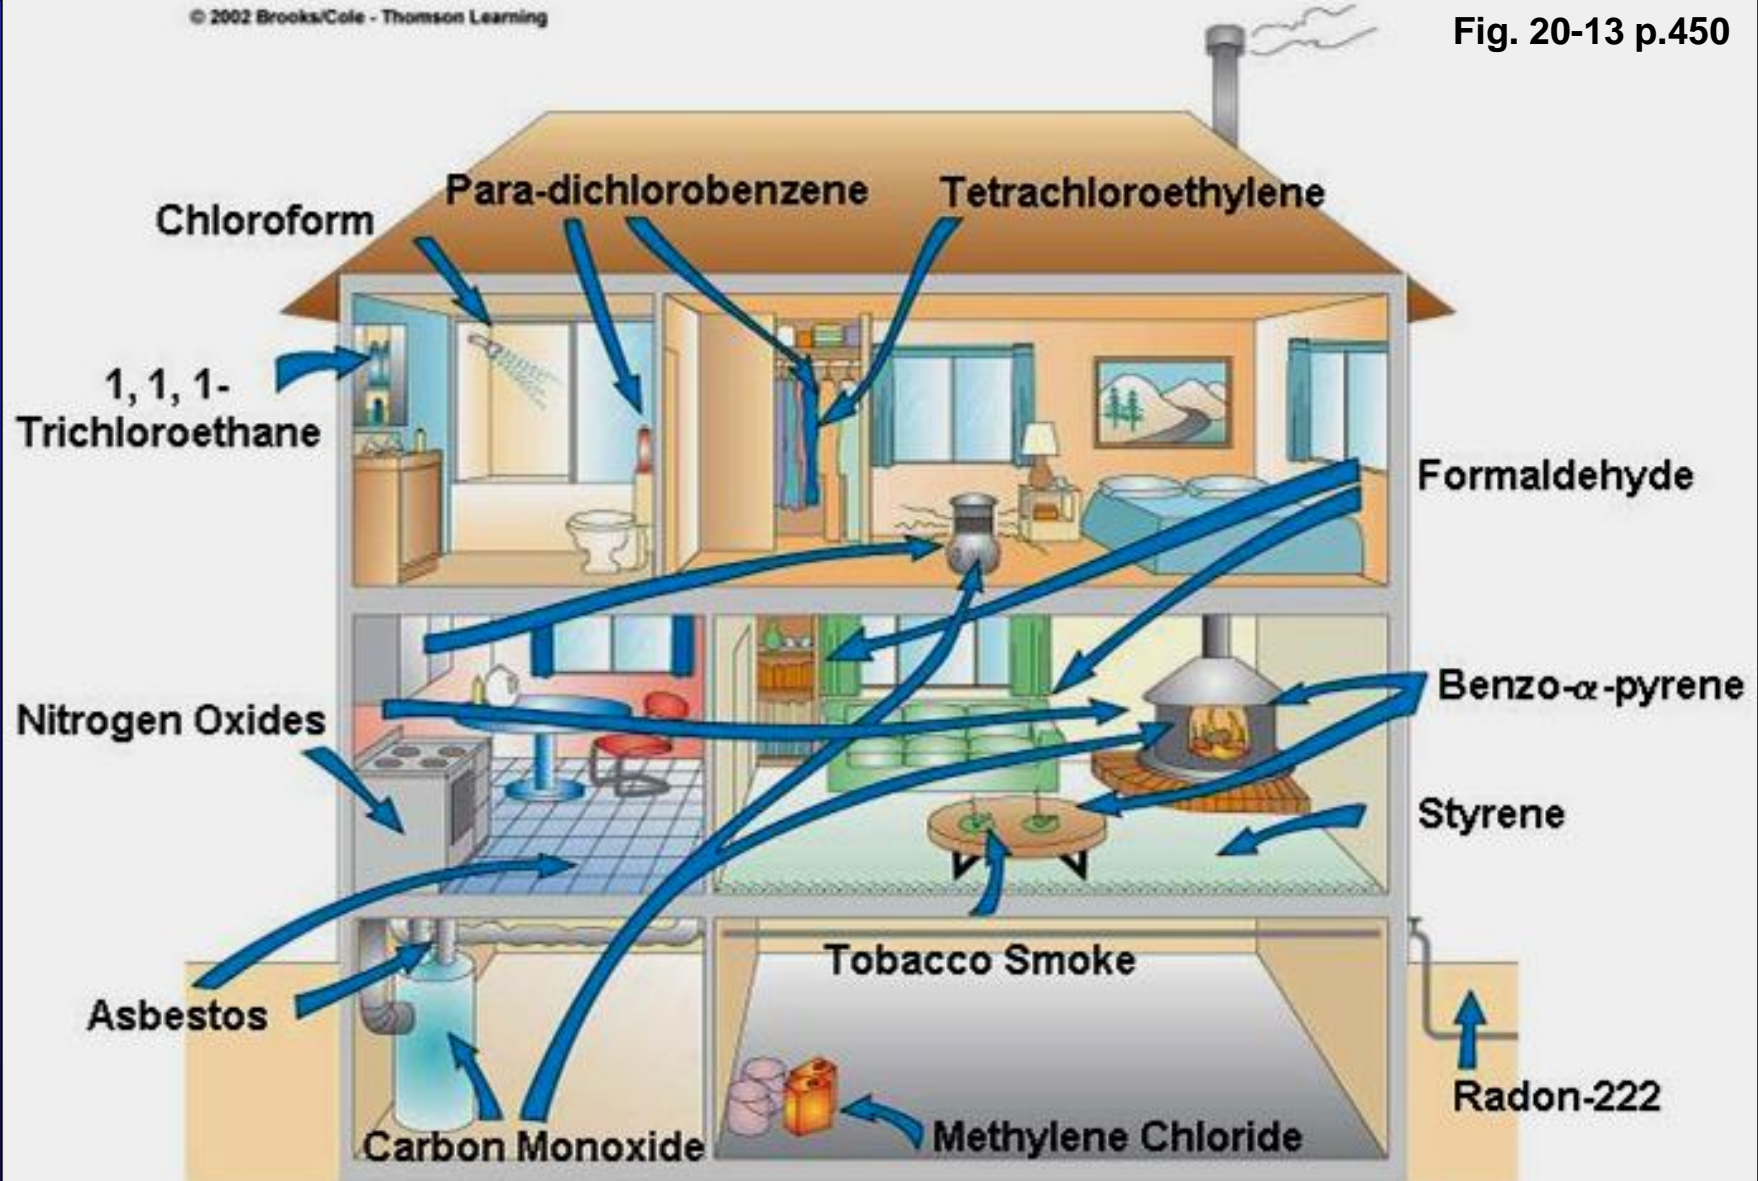 © 2002 Brooks/Cole - Thomson Learning
Fig. 20-13 p.450
Para-dichlorobenzene
Tetrachloroethylene
Chloroform
1, 1, 1-
Trichloroethane
Formaldehyde
Benzo-α-pyrene
Nitrogen Oxides
Styrene
Tobacco Smoke
Asbestos
Radon-222
Carbon Monoxide
Methylene Chloride